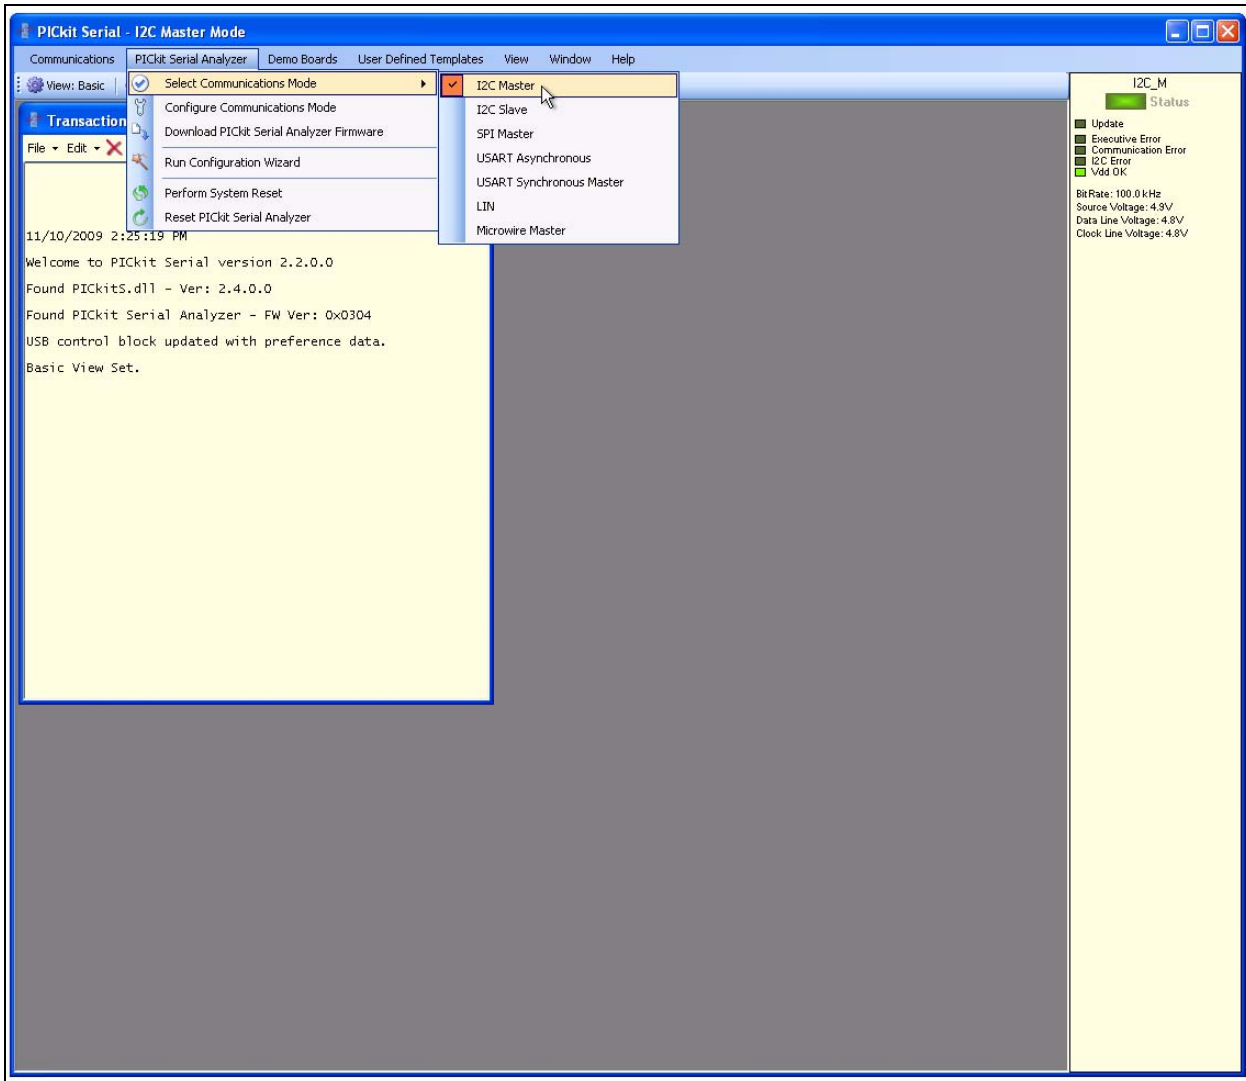 PICkit Serial - I2C Master Mode
Communications PICkit Serial Analyzer Demo Boards User Defined Templates View Window Help
View: Basic
Select Communications Mode
Configure Communications Mode
Download PICkit Serial Analyzer Firmware
Run Configuration Wizard
Perform System Reset
Reset PICkit Serial Analyzer
I2C Master
I2C Slave
SPI Master
USART Asynchronous
USART Synchronous Master
LIN
Microwire Master
Transaction
File Edit
11/10/2009 2:25:19 PM
Welcome to PICkit Serial version 2.2.0.0
Found PICkitS.dll - Ver: 2.4.0.0
Found PICkit Serial Analyzer - FW Ver: 0x0304
USB control block updated with preference data.
Basic View Set.
I2C_M
Status
Update
Executive Error
Communication Error
I2C Error
Vdd OK
Bit Rate: 100.0 kHz
Source Voltage: 4.9V
Data Line Voltage: 4.8V
Clock Line Voltage: 4.8V